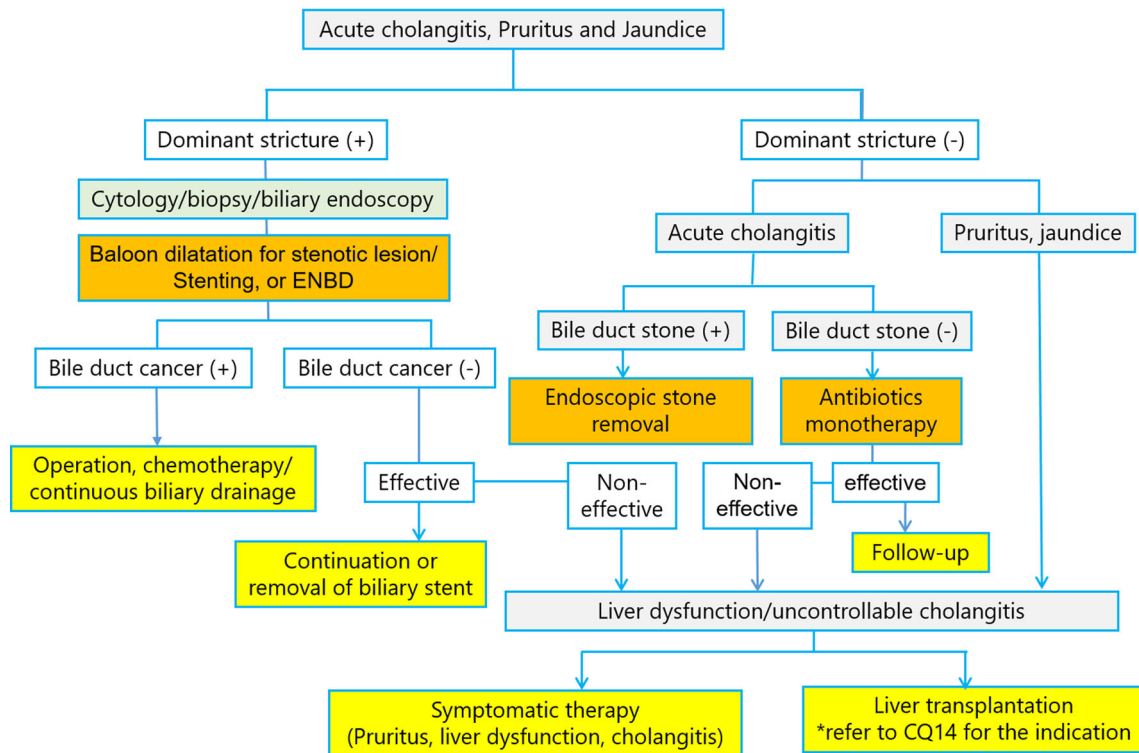 Acute cholangitis, Pruritus and Jaundice
Dominant stricture (+)
Dominant stricture (-)
Cytology/biopsy/biliary endoscopy
Acute cholangitis
Pruritus, jaundice
Baloon dilatation for stenotic lesion/
Stenting, or ENBD
Bile duct stone (+)
Bile duct stone (-)
Bile duct cancer (+)
Bile duct cancer (-)
Endoscopic stone
removal
Antibiotics
monotherapy
Operation, chemotherapy/
continuous biliary drainage
Effective
Non-
effective
Non-
effective
effective
Continuation or
removal of biliary stent
Follow-up
Liver dysfunction/uncontrollable cholangitis
Symptomatic therapy
(Pruritus, liver dysfunction, cholangitis)
Liver transplantation
*refer to CQ14 for the indication